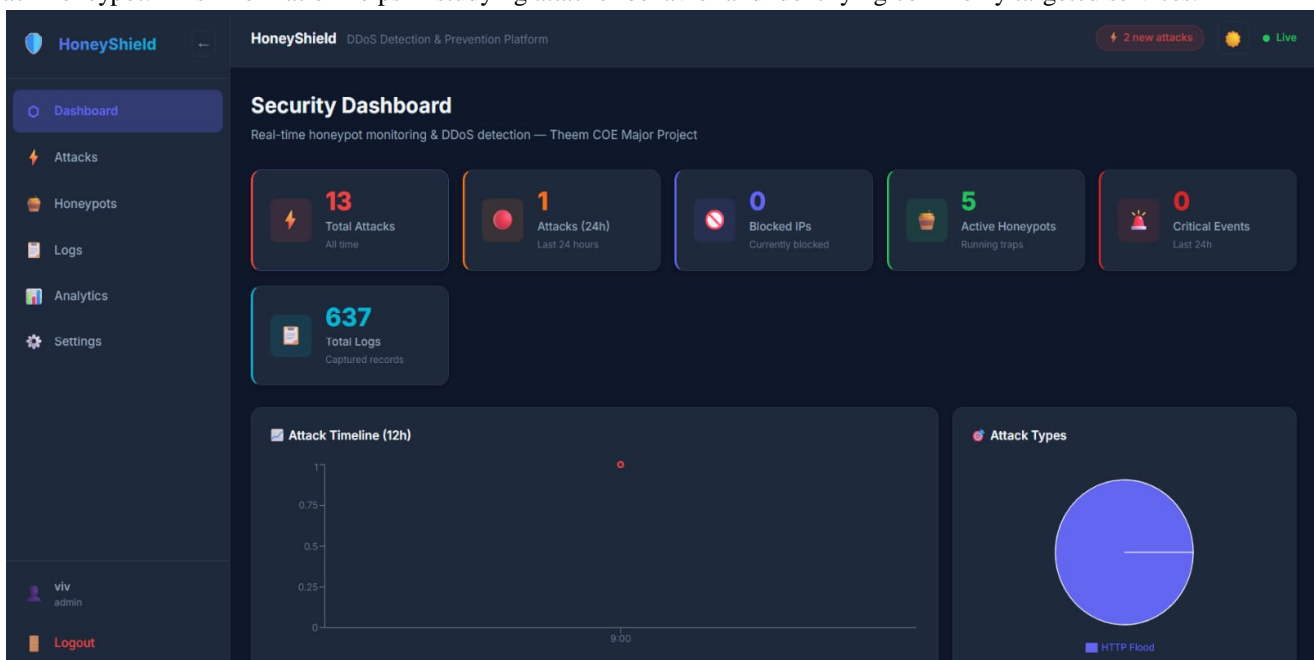 HoneyShield
←
Dashboard
Attacks
Honeypots
Logs
Analytics
Settings
viv
admin
Logout
HoneyShield DDoS Detection & Prevention Platform
2 new attacks
Live
Security Dashboard
Real-time honeypot monitoring & DDoS detection — Theem COE Major Project
13
Total Attacks
All time
1
Attacks (24h)
Last 24 hours
0
Blocked IPs
Currently blocked
5
Active Honeypots
Running traps
0
Critical Events
Last 24h
637
Total Logs
Captured records
Attack Timeline (12h)
1
0.75
0.5
0.25
0
9:00
Attack Types
HTTP Flood